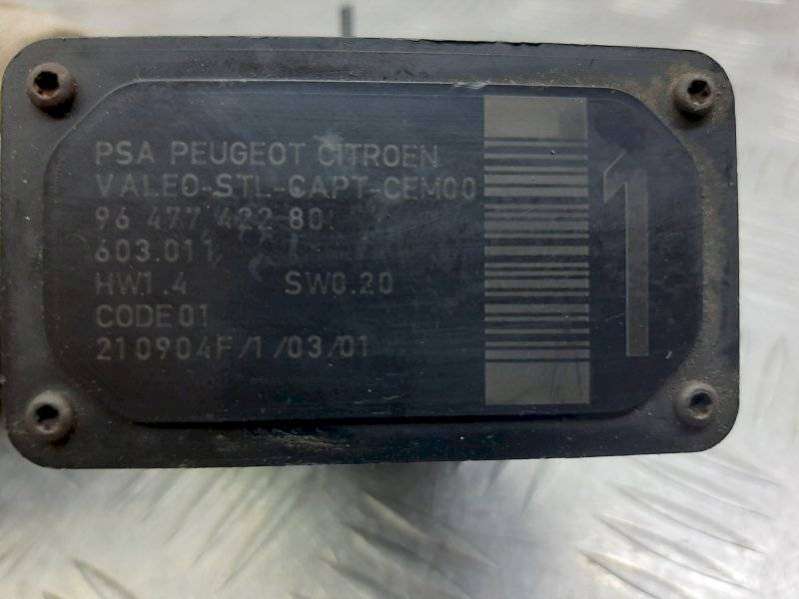 PSA PEUGEOT CITROEN
VALEO-STL-CAPT-CEM00
96 477 422 80
603.011
HW1.4 SW0.20
CODE01
210904F/1/03/01
1